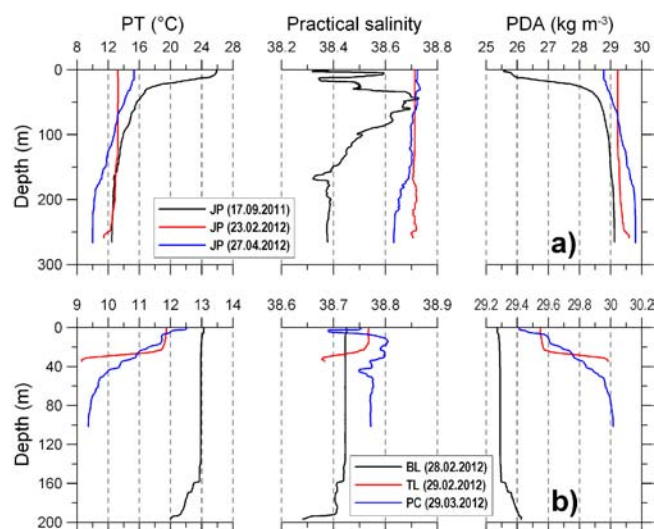 PT (°C) Practical salinity PDA (kg m⁻³)
8 12 16 20 24 28 38.2 38.4 38.6 38.8 25 26 27 28 29 30
Depth (m)
0
100
200
300
JP (17.09.2011)
JP (23.02.2012)
JP (27.04.2012)
a)
9 10 11 12 13 14 38.6 38.7 38.8 38.9 29.2 29.4 29.6 29.8 30 30.2
Depth (m)
0
40
80
120
160
200
BL (28.02.2012)
TL (29.02.2012)
PC (29.03.2012)
b)